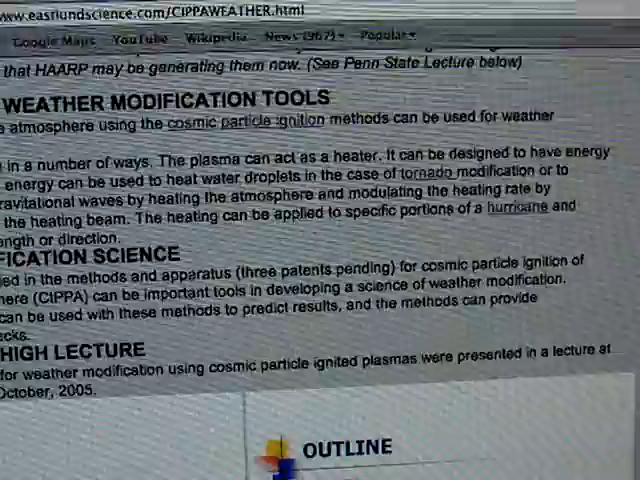 www.eastlundscience.com/CIPPAWEATHER.html
Google Maps YouTube Wikipedia News (967) Popular
that HAARP may be generating them now. (See Penn State Lecture below)
WEATHER MODIFICATION TOOLS
atmosphere using the cosmic particle ignition methods can be used for weather
in a number of ways. The plasma can act as a heater. It can be designed to have energy
energy can be used to heat water droplets in the case of tornado modification or to
ravitational waves by heating the atmosphere and modulating the heating rate by
the heating beam. The heating can be applied to specific portions of a hurricane and
ength or direction.
FICATION SCIENCE
ed in the methods and apparatus (three patents pending) for cosmic particle ignition of
here (CIPPA) can be important tools in developing a science of weather modification.
can be used with these methods to predict results, and the methods can provide
ecks.
HIGH LECTURE
for weather modification using cosmic particle ignited plasmas were presented in a lecture at
October, 2005.
OUTLINE